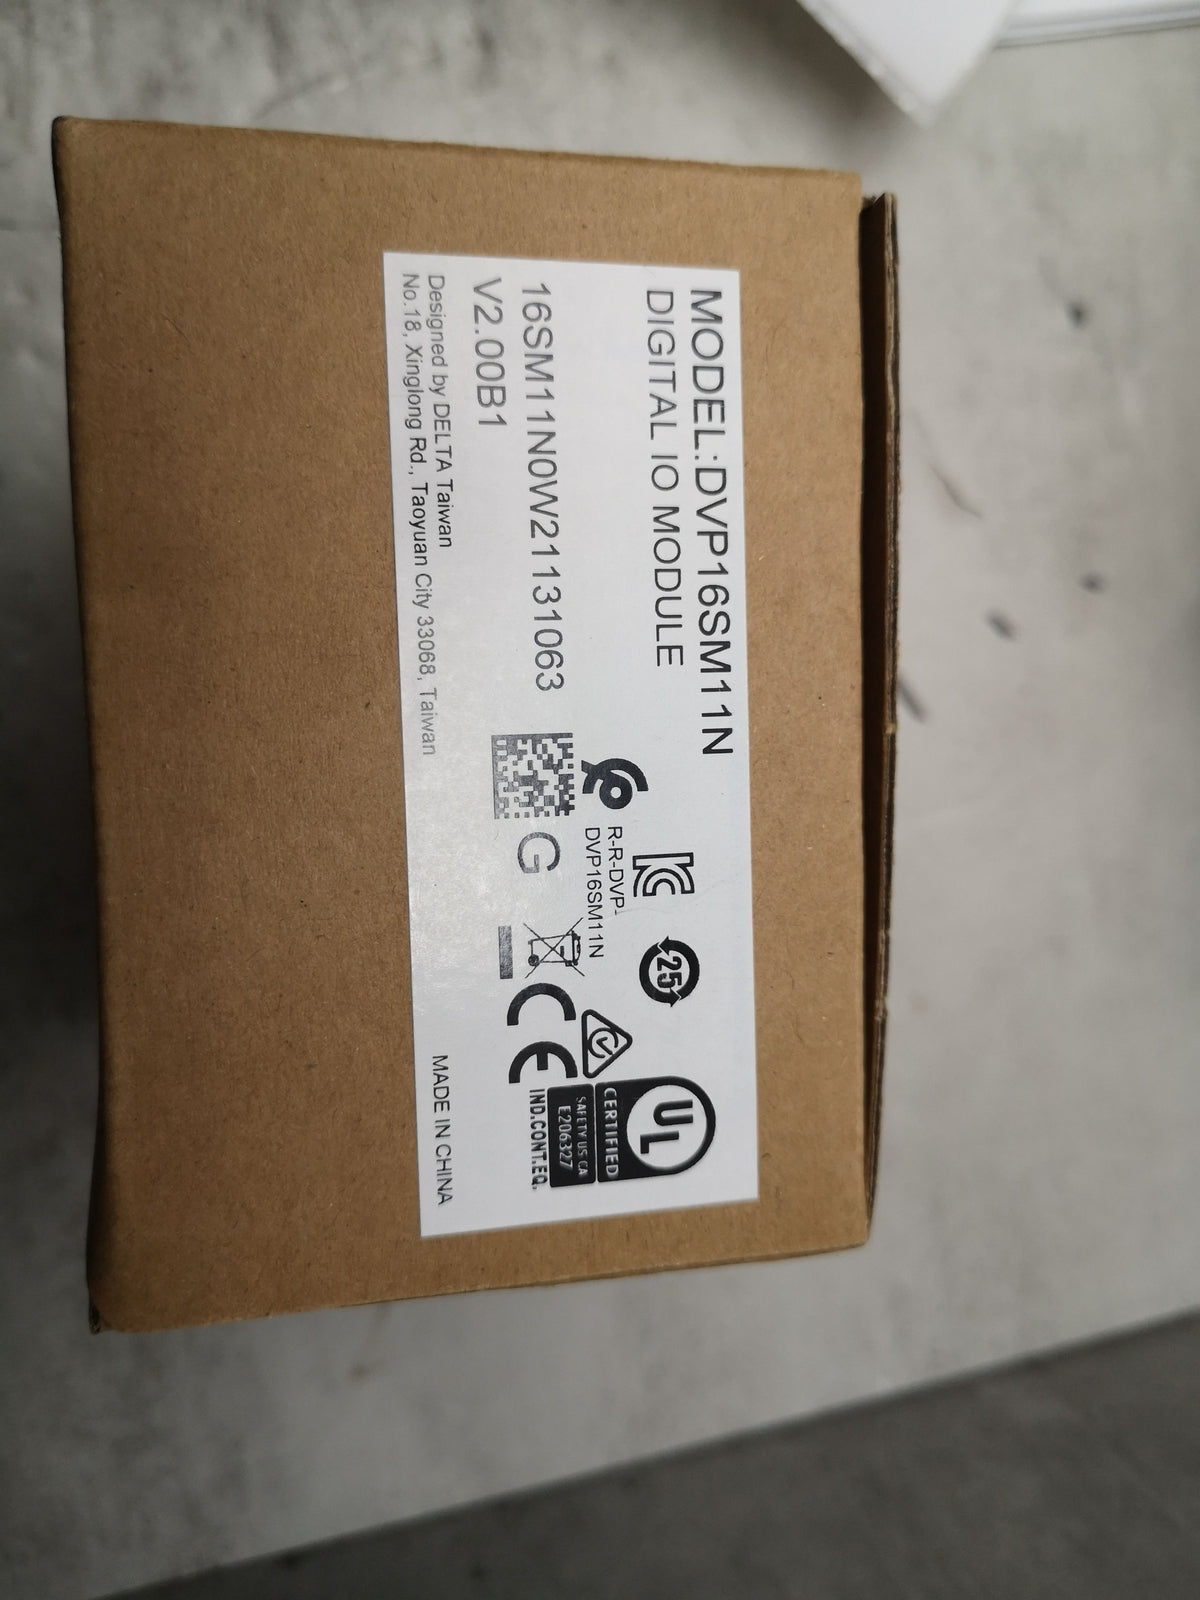 MODEL:DVP16SM11N
DIGITAL IO MODULE
16SM11N0W21131063
V2.00B1
Designed by DELTA Taiwan
No.18, Xinglong Rd., Taoyuan City 33068, Taiwan
R-R-DVP-
DVP16SM11N
25
G
CE
UL
CERTIFIED
SAFETY US CA
E206327
IND.CONT.EQ.
MADE IN CHINA